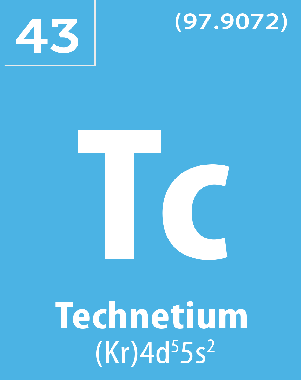 43
(97.9072)
Tc
Technetium
(Kr)4d⁵5s²